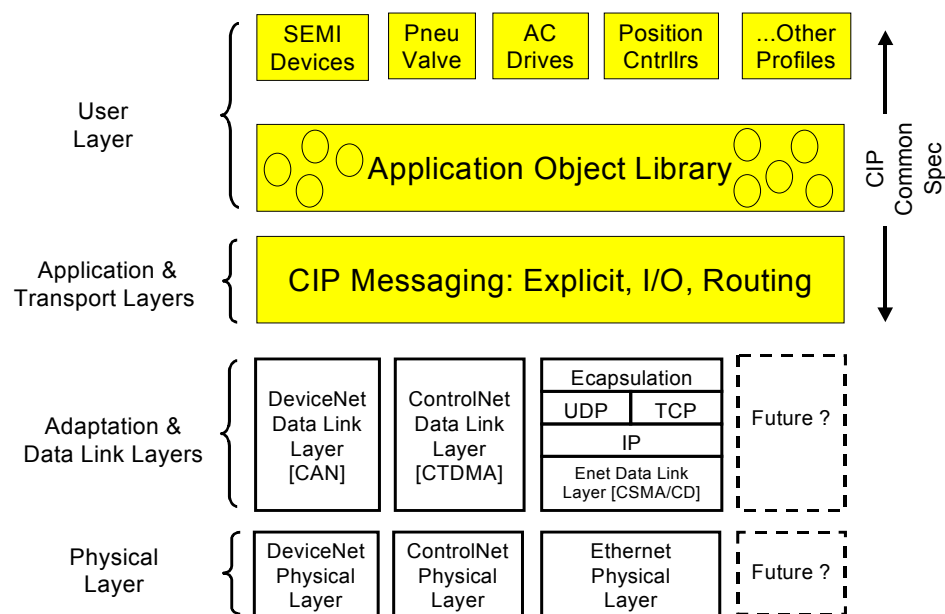 SEMI
Devices
Pneu
Valve
AC
Drives
Position
Cntrllrs
...Other
Profiles
User
Layer
Application Object Library
CIP
Common
Spec
Application &
Transport Layers
CIP Messaging: Explicit, I/O, Routing
Adaptation &
Data Link Layers
DeviceNet
Data Link
Layer
[CAN]
ControlNet
Data Link
Layer
[CTDMA]
Ecapsulation
UDP
TCP
IP
Enet Data Link
Layer [CSMA/CD]
Future ?
Physical
Layer
DeviceNet
Physical
Layer
ControlNet
Physical
Layer
Ethernet
Physical
Layer
Future ?